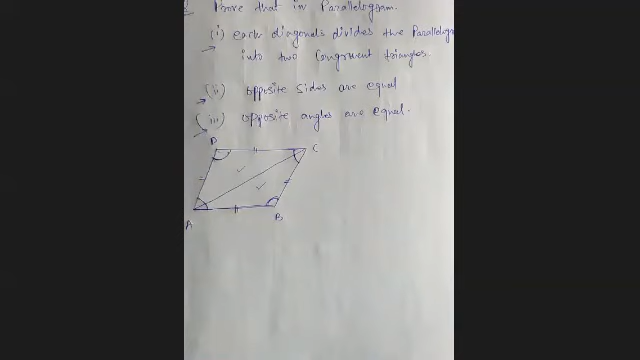 Prove that in Parallelogram.
(i) each diagonals divides the Parallelog
into two Congruent triangles.
(ii) opposite sides are equal
(iii) opposite angles are equal.
D
C
A
B